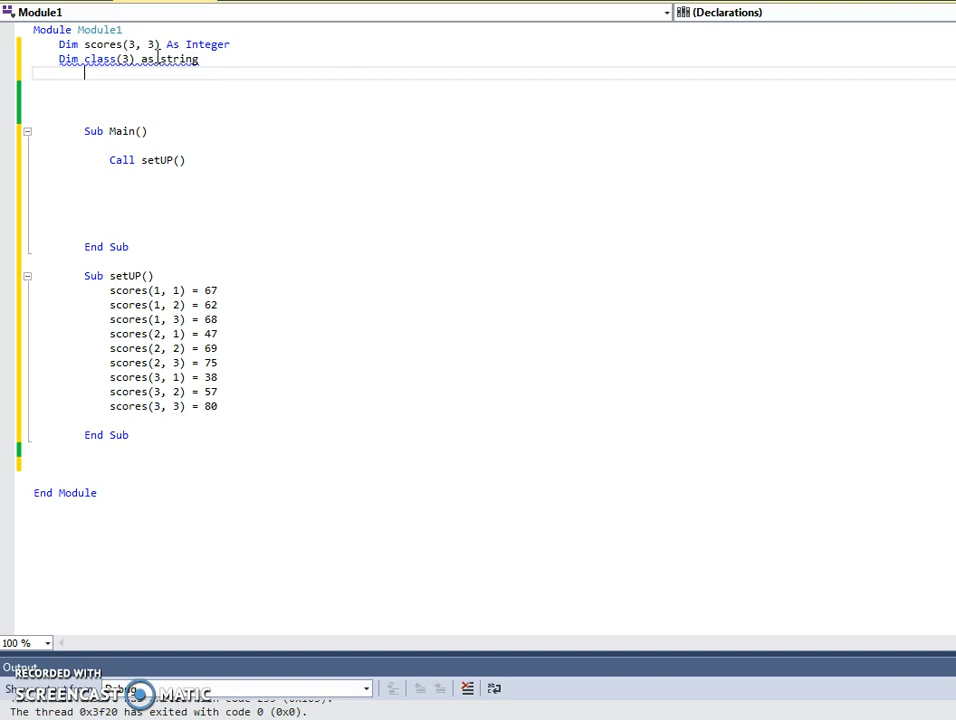 Module1
(Declarations)
Module Module1
Dim scores(3, 3) As Integer
Dim class(3) as string
Sub Main()
Call setUP()
End Sub
Sub setUP()
scores(1, 1) = 67
scores(1, 2) = 62
scores(1, 3) = 68
scores(2, 1) = 47
scores(2, 2) = 69
scores(2, 3) = 75
scores(3, 1) = 38
scores(3, 2) = 57
scores(3, 3) = 80
End Sub
End Module
100 %
Output
RECORDED WITH
SCREENCAST MATIC
Debug
The thread 0x3f20 has exited with code 0 (0x0).